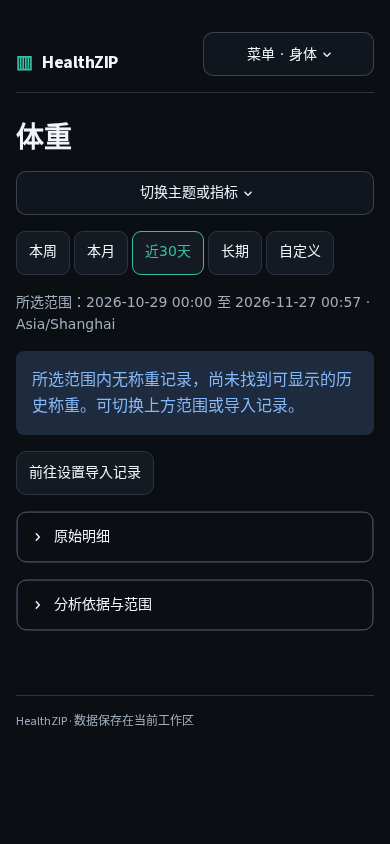 HealthZIP
菜单 · 身体
体重
切换主题或指标
本周
本月
近30天
长期
自定义
所选范围：2026-10-29 00:00 至 2026-11-27 00:57 ·
Asia/Shanghai
所选范围内无称重记录，尚未找到可显示的历
史称重。可切换上方范围或导入记录。
前往设置导入记录
原始明细
分析依据与范围
HealthZIP · 数据保存在当前工作区